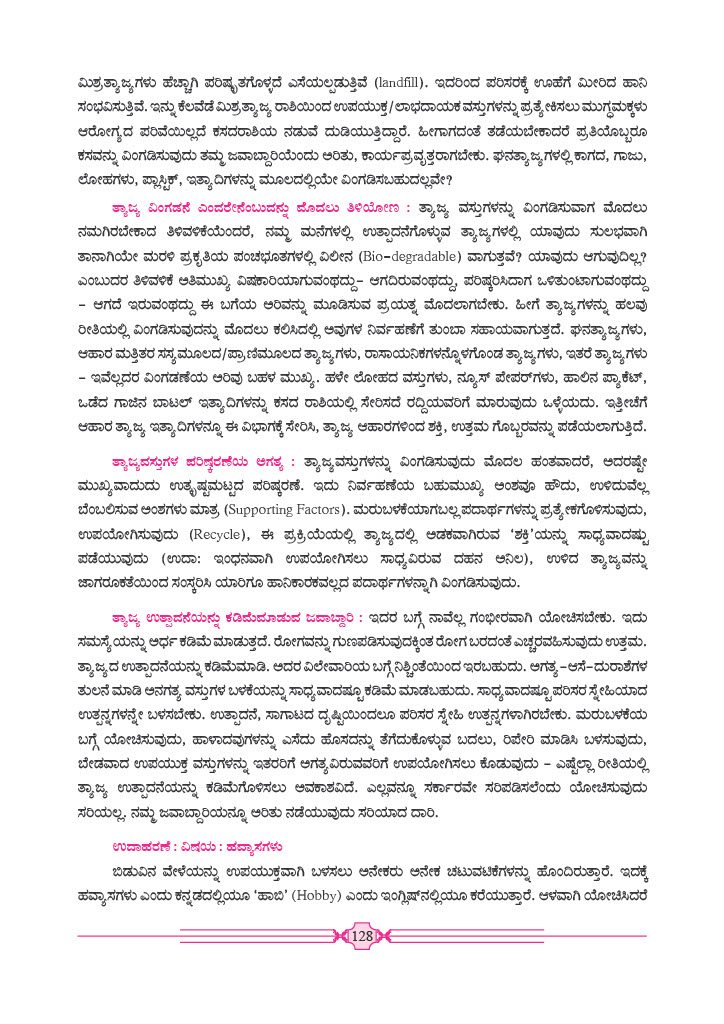 ಮಿಶ್ರತ್ಯಾಜ್ಯಗಳು ಹೆಚ್ಚಾಗಿ ಪರಿಷ್ಕೃತಗೊಳ್ಳದೆ ಎಸೆಯಲ್ಪಡುತ್ತಿವೆ (landfill). ಇದರಿಂದ ಪರಿಸರಕ್ಕೆ ಊಹೆಗೆ ಮೀರಿದ ಹಾನಿ
ಸಂಭವಿಸುತ್ತಿವೆ. ಇನ್ನು ಕೆಲವೆಡೆ ಮಿಶ್ರತ್ಯಾಜ್ಯ ರಾಶಿಯಿಂದ ಉಪಯುಕ್ತ/ಲಾಭದಾಯಕ ವಸ್ತುಗಳನ್ನು ಪ್ರತ್ಯೇಕಿಸಲು ಮುಗ್ಧಮಕ್ಕಳು
ಆರೋಗ್ಯದ ಪರಿವೆಯಿಲ್ಲದೆ ಕಸದರಾಶಿಯ ನಡುವೆ ದುಡಿಯುತ್ತಿದ್ದಾರೆ. ಹೀಗಾಗದಂತೆ ತಡೆಯಬೇಕಾದರೆ ಪ್ರತಿಯೊಬ್ಬರೂ
ಕಸವನ್ನು ವಿಂಗಡಿಸುವುದು ತಮ್ಮ ಜವಾಬ್ದಾರಿಯೆಂದು ಅರಿತು, ಕಾರ್ಯಪ್ರವೃತ್ತರಾಗಬೇಕು. ಘನತ್ಯಾಜ್ಯಗಳಲ್ಲಿ ಕಾಗದ, ಗಾಜು,
ಲೋಹಗಳು, ಪ್ಲಾಸ್ಟಿಕ್, ಇತ್ಯಾದಿಗಳನ್ನು ಮೂಲದಲ್ಲಿಯೇ ವಿಂಗಡಿಸಬಹುದಲ್ಲವೇ?
ತ್ಯಾಜ್ಯ ವಿಂಗಡನೆ ಎಂದರೇನೆಂಬುದನ್ನು ಮೊದಲು ತಿಳಿಯೋಣ : ತ್ಯಾಜ್ಯ ವಸ್ತುಗಳನ್ನು ವಿಂಗಡಿಸುವಾಗ ಮೊದಲು
ನಮಗಿರಬೇಕಾದ ತಿಳಿವಳಿಕೆಯೆಂದರೆ, ನಮ್ಮ ಮನೆಗಳಲ್ಲಿ ಉತ್ಪಾದನೆಗೊಳ್ಳುವ ತ್ಯಾಜ್ಯಗಳಲ್ಲಿ ಯಾವುದು ಸುಲಭವಾಗಿ
ತಾನಾಗಿಯೇ ಮರಳಿ ಪ್ರಕೃತಿಯ ಪಂಚಭೂತಗಳಲ್ಲಿ ವಿಲೀನ (Bio-degradable) ವಾಗುತ್ತವೆ? ಯಾವುದು ಆಗುವುದಿಲ್ಲ?
ಎಂಬುದರ ತಿಳಿವಳಿಕೆ ಅತಿಮುಖ್ಯ ವಿಷಕಾರಿಯಾಗುವಂಥದ್ದು- ಆಗದಿರುವಂಥದ್ದು, ಪರಿಷ್ಕರಿಸಿದಾಗ ಒಳಿತುಂಟಾಗುವಂಥದ್ದು
- ಆಗದೆ ಇರುವಂಥದ್ದು ಈ ಬಗೆಯ ಅರಿವನ್ನು ಮೂಡಿಸುವ ಪ್ರಯತ್ನ ಮೊದಲಾಗಬೇಕು. ಹೀಗೆ ತ್ಯಾಜ್ಯಗಳನ್ನು ಹಲವು
ರೀತಿಯಲ್ಲಿ ವಿಂಗಡಿಸುವುದನ್ನು ಮೊದಲು ಕಲಿಸಿದಲ್ಲಿ ಅವುಗಳ ನಿರ್ವಹಣೆಗೆ ತುಂಬಾ ಸಹಾಯವಾಗುತ್ತದೆ. ಘನತ್ಯಾಜ್ಯಗಳು,
ಆಹಾರ ಮತ್ತಿತರ ಸಸ್ಯಮೂಲದ/ಪ್ರಾಣಿಮೂಲದ ತ್ಯಾಜ್ಯಗಳು, ರಾಸಾಯನಿಕಗಳನ್ನೊಳಗೊಂಡ ತ್ಯಾಜ್ಯಗಳು, ಇತರೆ ತ್ಯಾಜ್ಯಗಳು
- ಇವೆಲ್ಲದರ ವಿಂಗಡಣೆಯ ಅರಿವು ಬಹಳ ಮುಖ್ಯ. ಹಳೇ ಲೋಹದ ವಸ್ತುಗಳು, ನ್ಯೂಸ್ ಪೇಪರ್‌ಗಳು, ಹಾಲಿನ ಪ್ಯಾಕೆಟ್,
ಒಡೆದ ಗಾಜಿನ ಬಾಟಲ್ ಇತ್ಯಾದಿಗಳನ್ನು ಕಸದ ರಾಶಿಯಲ್ಲಿ ಸೇರಿಸದೆ ರದ್ದಿಯವರಿಗೆ ಮಾರುವುದು ಒಳ್ಳೆಯದು. ಇತ್ತೀಚೆಗೆ
ಆಹಾರ ತ್ಯಾಜ್ಯ ಇತ್ಯಾದಿಗಳನ್ನೂ ಈ ವಿಭಾಗಕ್ಕೆ ಸೇರಿಸಿ, ತ್ಯಾಜ್ಯ ಆಹಾರಗಳಿಂದ ಶಕ್ತಿ, ಉತ್ತಮ ಗೊಬ್ಬರವನ್ನು ಪಡೆಯಲಾಗುತ್ತಿದೆ.
ತ್ಯಾಜ್ಯವಸ್ತುಗಳ ಪರಿಷ್ಕರಣೆಯ ಅಗತ್ಯ : ತ್ಯಾಜ್ಯವಸ್ತುಗಳನ್ನು ವಿಂಗಡಿಸುವುದು ಮೊದಲ ಹಂತವಾದರೆ, ಅದರಷ್ಟೇ
ಮುಖ್ಯವಾದುದು ಉತ್ಕೃಷ್ಟಮಟ್ಟದ ಪರಿಷ್ಕರಣೆ. ಇದು ನಿರ್ವಹಣೆಯ ಬಹುಮುಖ್ಯ ಅಂಶವೂ ಹೌದು, ಉಳಿದುವೆಲ್ಲ
ಬೆಂಬಲಿಸುವ ಅಂಶಗಳು ಮಾತ್ರ (Supporting Factors). ಮರುಬಳಕೆಯಾಗಬಲ್ಲ ಪದಾರ್ಥಗಳನ್ನು ಪ್ರತ್ಯೇಕಗೊಳಿಸುವುದು,
ಉಪಯೋಗಿಸುವುದು (Recycle), ಈ ಪ್ರಕ್ರಿಯೆಯಲ್ಲಿ ತ್ಯಾಜ್ಯದಲ್ಲಿ ಅಡಕವಾಗಿರುವ ‘ಶಕ್ತಿ’ಯನ್ನು ಸಾಧ್ಯವಾದಷ್ಟು
ಪಡೆಯುವುದು (ಉದಾ: ಇಂಧನವಾಗಿ ಉಪಯೋಗಿಸಲು ಸಾಧ್ಯವಿರುವ ದಹನ ಅನಿಲ), ಉಳಿದ ತ್ಯಾಜ್ಯವನ್ನು
ಜಾಗರೂಕತೆಯಿಂದ ಸಂಸ್ಕರಿಸಿ ಯಾರಿಗೂ ಹಾನಿಕಾರಕವಲ್ಲದ ಪದಾರ್ಥಗಳನ್ನಾಗಿ ವಿಂಗಡಿಸುವುದು.
ತ್ಯಾಜ್ಯ ಉತ್ಪಾದನೆಯನ್ನು ಕಡಿಮೆಮಾಡುವ ಜವಾಬ್ದಾರಿ : ಇದರ ಬಗ್ಗೆ ನಾವೆಲ್ಲ ಗಂಭೀರವಾಗಿ ಯೋಚಿಸಬೇಕು. ಇದು
ಸಮಸ್ಯೆಯನ್ನು ಅರ್ಧ ಕಡಿಮೆ ಮಾಡುತ್ತದೆ. ರೋಗವನ್ನು ಗುಣಪಡಿಸುವುದಕ್ಕಿಂತ ರೋಗ ಬರದಂತೆ ಎಚ್ಚರವಹಿಸುವುದು ಉತ್ತಮ.
ತ್ಯಾಜ್ಯದ ಉತ್ಪಾದನೆಯನ್ನು ಕಡಿಮೆಮಾಡಿ. ಅದರ ವಿಲೇವಾರಿಯ ಬಗ್ಗೆ ನಿಶ್ಚಿಂತೆಯಿಂದ ಇರಬಹುದು. ಅಗತ್ಯ-ಆಸೆ-ದುರಾಶೆಗಳ
ತುಲನೆ ಮಾಡಿ ಅನಗತ್ಯ ವಸ್ತುಗಳ ಬಳಕೆಯನ್ನು ಸಾಧ್ಯವಾದಷ್ಟೂ ಕಡಿಮೆ ಮಾಡಬಹುದು. ಸಾಧ್ಯವಾದಷ್ಟೂ ಪರಿಸರ ಸ್ನೇಹಿಯಾದ
ಉತ್ಪನ್ನಗಳನ್ನೇ ಬಳಸಬೇಕು. ಉತ್ಪಾದನೆ, ಸಾಗಾಟದ ದೃಷ್ಟಿಯಿಂದಲೂ ಪರಿಸರ ಸ್ನೇಹಿ ಉತ್ಪನ್ನಗಳಾಗಿರಬೇಕು. ಮರುಬಳಕೆಯ
ಬಗ್ಗೆ ಯೋಚಿಸುವುದು, ಹಾಳಾದವುಗಳನ್ನು ಎಸೆದು ಹೊಸದನ್ನು ತೆಗೆದುಕೊಳ್ಳುವ ಬದಲು, ರಿಪೇರಿ ಮಾಡಿಸಿ ಬಳಸುವುದು,
ಬೇಡವಾದ ಉಪಯುಕ್ತ ವಸ್ತುಗಳನ್ನು ಇತರರಿಗೆ ಅಗತ್ಯವಿರುವವರಿಗೆ ಉಪಯೋಗಿಸಲು ಕೊಡುವುದು - ಎಷ್ಟೆಲ್ಲಾ ರೀತಿಯಲ್ಲಿ
ತ್ಯಾಜ್ಯ ಉತ್ಪಾದನೆಯನ್ನು ಕಡಿಮೆಗೊಳಿಸಲು ಅವಕಾಶವಿದೆ. ಎಲ್ಲವನ್ನೂ ಸರ್ಕಾರವೇ ಸರಿಪಡಿಸಲೆಂದು ಯೋಚಿಸುವುದು
ಸರಿಯಲ್ಲ. ನಮ್ಮ ಜವಾಬ್ದಾರಿಯನ್ನೂ ಅರಿತು ನಡೆಯುವುದು ಸರಿಯಾದ ದಾರಿ.
ಉದಾಹರಣೆ : ವಿಷಯ : ಹವ್ಯಾಸಗಳು
ಬಿಡುವಿನ ವೇಳೆಯನ್ನು ಉಪಯುಕ್ತವಾಗಿ ಬಳಸಲು ಅನೇಕರು ಅನೇಕ ಚಟುವಟಿಕೆಗಳನ್ನು ಹೊಂದಿರುತ್ತಾರೆ. ಇದಕ್ಕೆ
ಹವ್ಯಾಸಗಳು ಎಂದು ಕನ್ನಡದಲ್ಲಿಯೂ ‘ಹಾಬಿ’ (Hobby) ಎಂದು ಇಂಗ್ಲಿಷ್‌ನಲ್ಲಿಯೂ ಕರೆಯುತ್ತಾರೆ. ಆಳವಾಗಿ ಯೋಚಿಸಿದರೆ
128